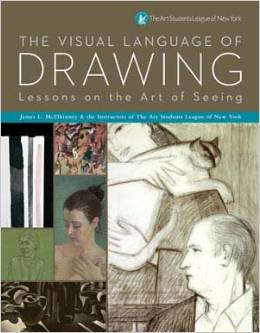 The Art Students League of New York
THE VISUAL LANGUAGE OF
DRAWING
Lessons on the Art of Seeing
James L. McElhinney & the Instructors of The Art Students League of New York